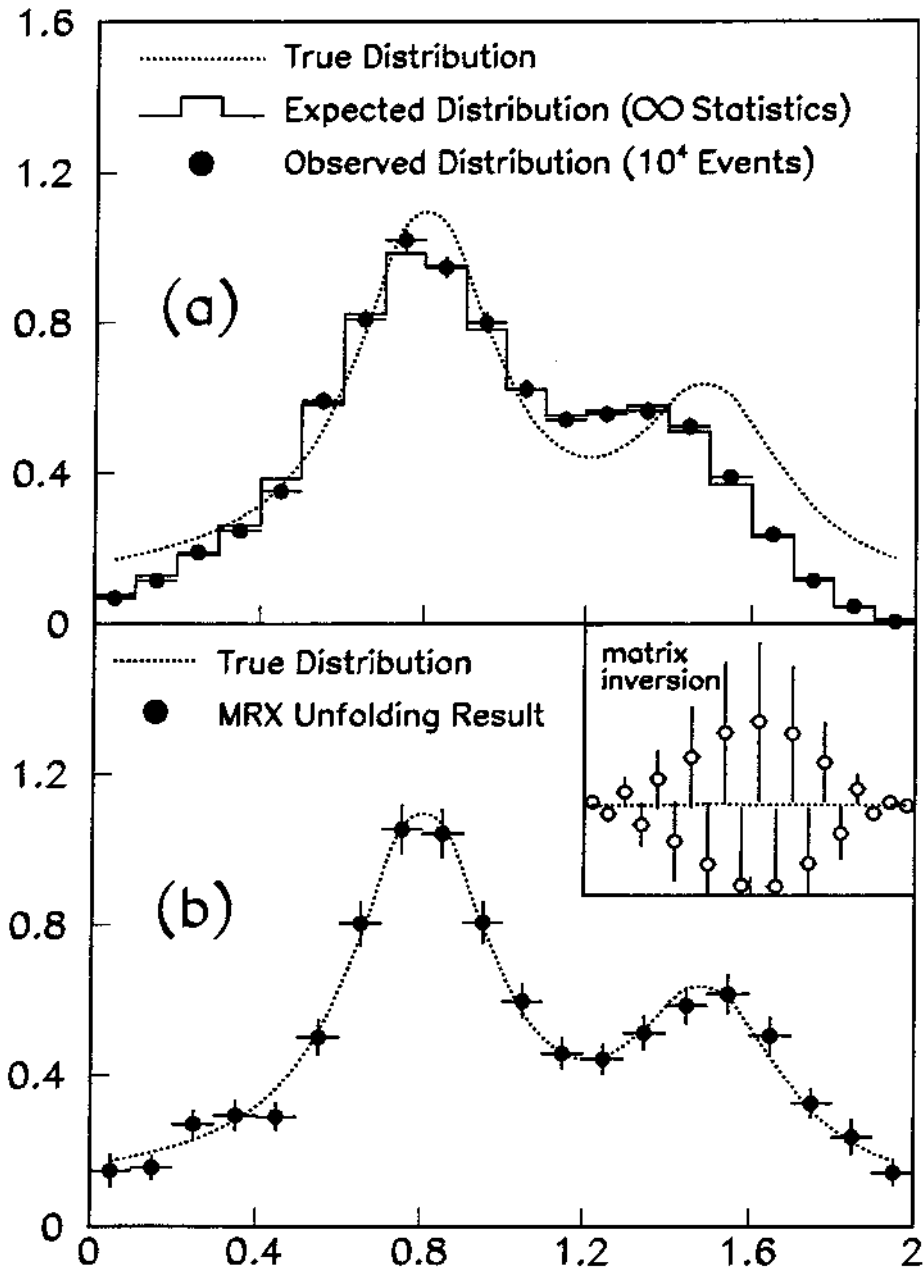 1.6
True Distribution
Expected Distribution (∞ Statistics)
1.2
Observed Distribution (10⁴ Events)
0.8
(a)
0.4
0
True Distribution
matrix
inversion
MRX Unfolding Result
1.2
(b)
0.8
0.4
0
0 0.4 0.8 1.2 1.6 2